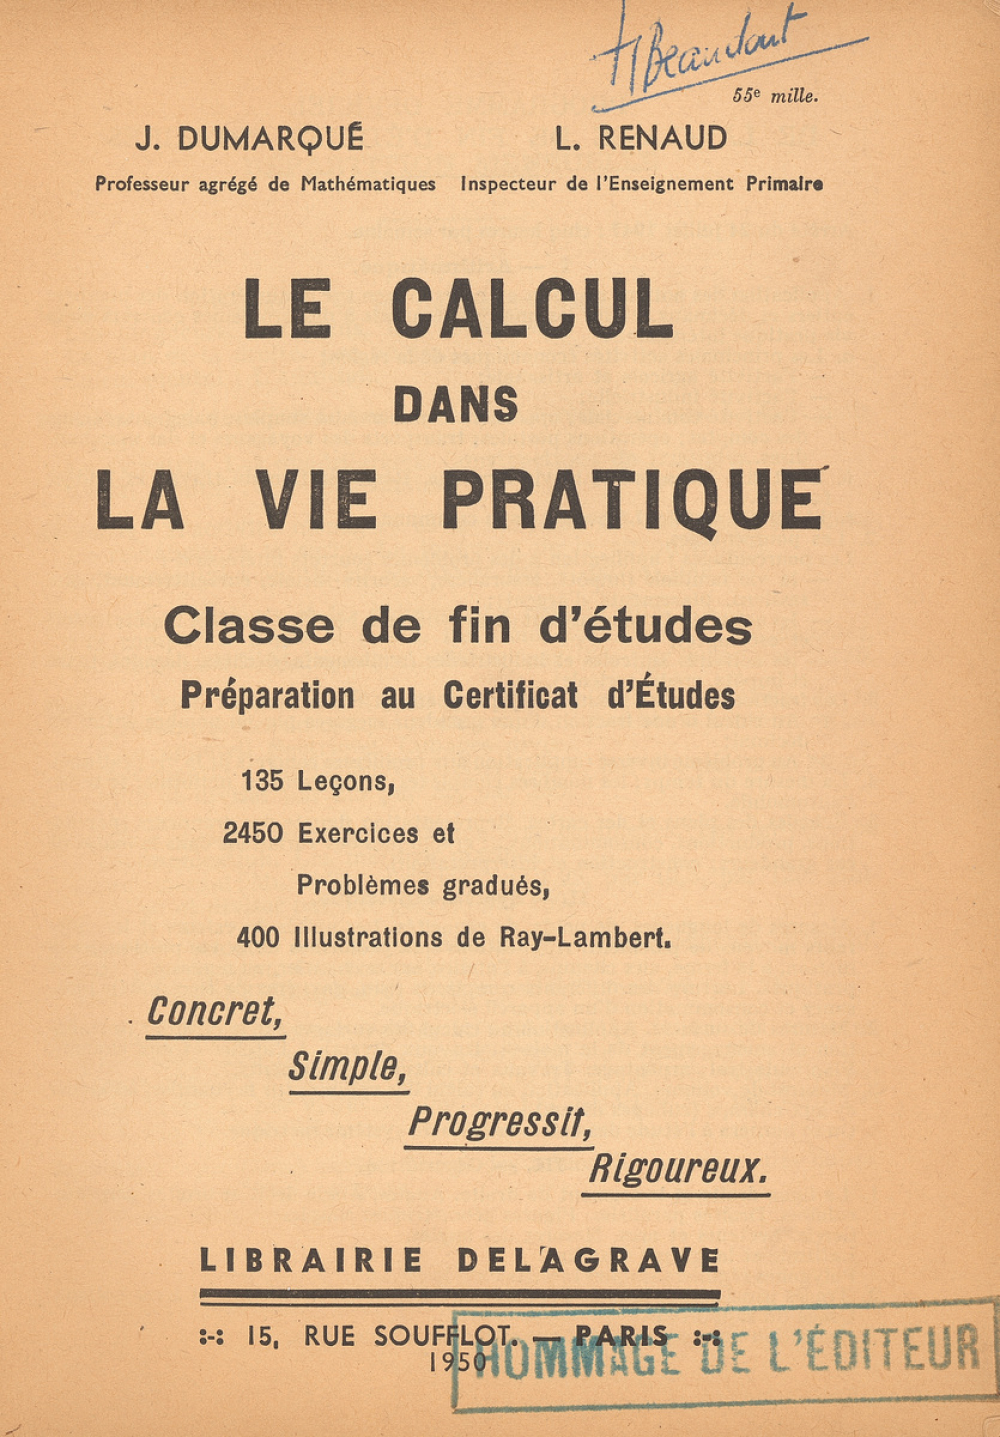 55e mille.
J. DUMARQUÉ L. RENAUD
Professeur agrégé de Mathématiques Inspecteur de l'Enseignement Primaire
LE CALCUL
DANS
LA VIE PRATIQUE
Classe de fin d'études
Préparation au Certificat d'Études
135 Leçons,
2450 Exercices et
Problèmes gradués,
400 Illustrations de Ray-Lambert.
Concret,
Simple,
Progressif,
Rigoureux.
LIBRAIRIE DELAGRAVE
:-: 15, RUE SOUFFLOT. — PARIS :-:
1950
HOMMAGE DE L'ÉDITEUR